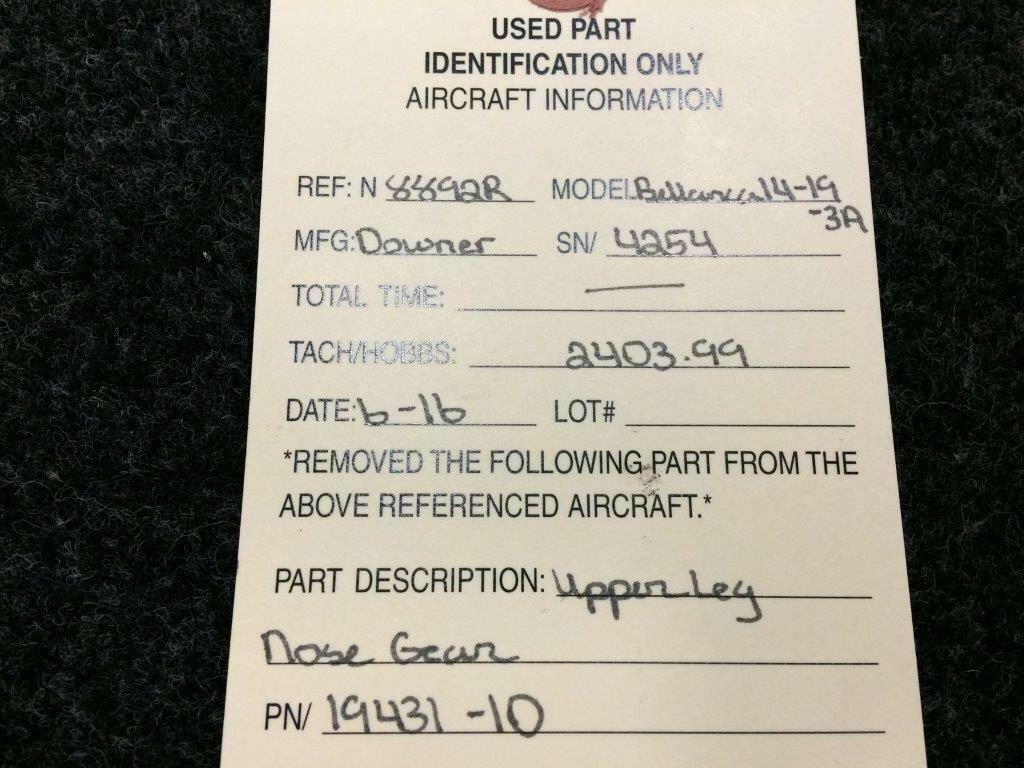 USED PART
IDENTIFICATION ONLY
AIRCRAFT INFORMATION
REF: N 8892R MODEL Bellanca 14-19
-3A
MFG: Downer SN/ 4254
TOTAL TIME: —
TACH/HOBBS: 2403.99
DATE: 6-16 LOT#
*REMOVED THE FOLLOWING PART FROM THE
ABOVE REFERENCED AIRCRAFT.*
PART DESCRIPTION: Upper Leg
Nose Gear
PN/ 19431-10